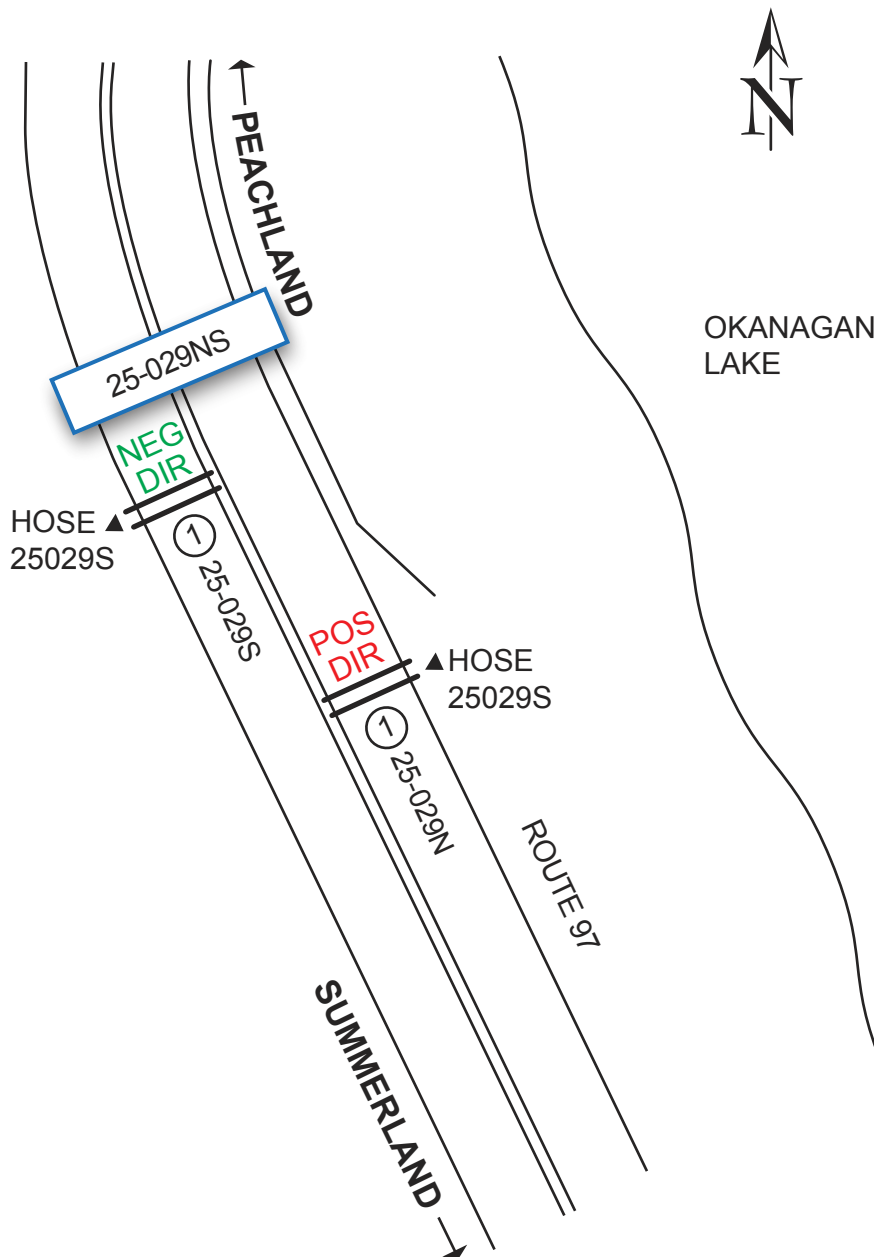 N
PEACHLAND
OKANAGAN
LAKE
25-029NS
NEG
DIR
HOSE
25029S
1 25-029S
POS
DIR
HOSE
25029S
1 25-029N
ROUTE 97
SUMMERLAND